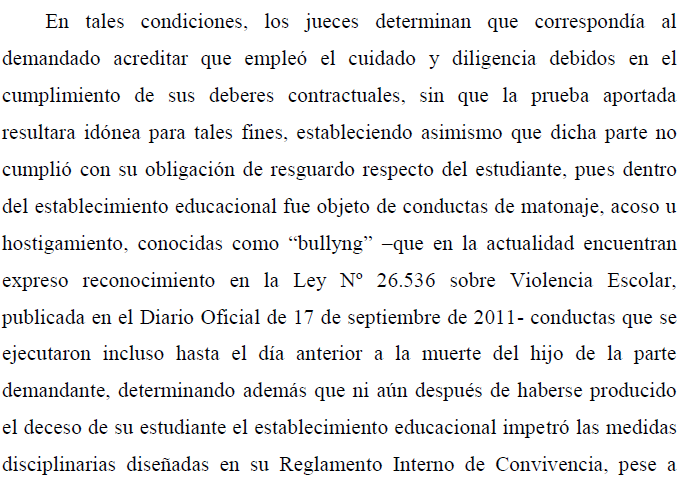 En tales condiciones, los jueces determinan que correspondía al
demandado acreditar que empleó el cuidado y diligencia debidos en el
cumplimiento de sus deberes contractuales, sin que la prueba aportada
resultara idónea para tales fines, estableciendo asimismo que dicha parte no
cumplió con su obligación de resguardo respecto del estudiante, pues dentro
del establecimiento educacional fue objeto de conductas de matonaje, acoso u
hostigamiento, conocidas como “bullyng” –que en la actualidad encuentran
expreso reconocimiento en la Ley Nº 26.536 sobre Violencia Escolar,
publicada en el Diario Oficial de 17 de septiembre de 2011- conductas que se
ejecutaron incluso hasta el día anterior a la muerte del hijo de la parte
demandante, determinando además que ni aún después de haberse producido
el deceso de su estudiante el establecimiento educacional impetró las medidas
disciplinarias diseñadas en su Reglamento Interno de Convivencia, pese a